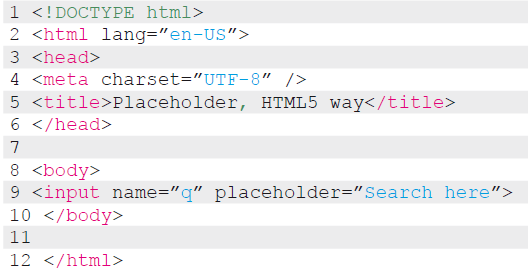 1 <!DOCTYPE html>
2 <html lang=”en-US”>
3 <head>
4 <meta charset=”UTF-8” />
5 <title>Placeholder, HTML5 way</title>
6 </head>
7
8 <body>
9 <input name=”q” placeholder=”Search here”>
10 </body>
11
12 </html>